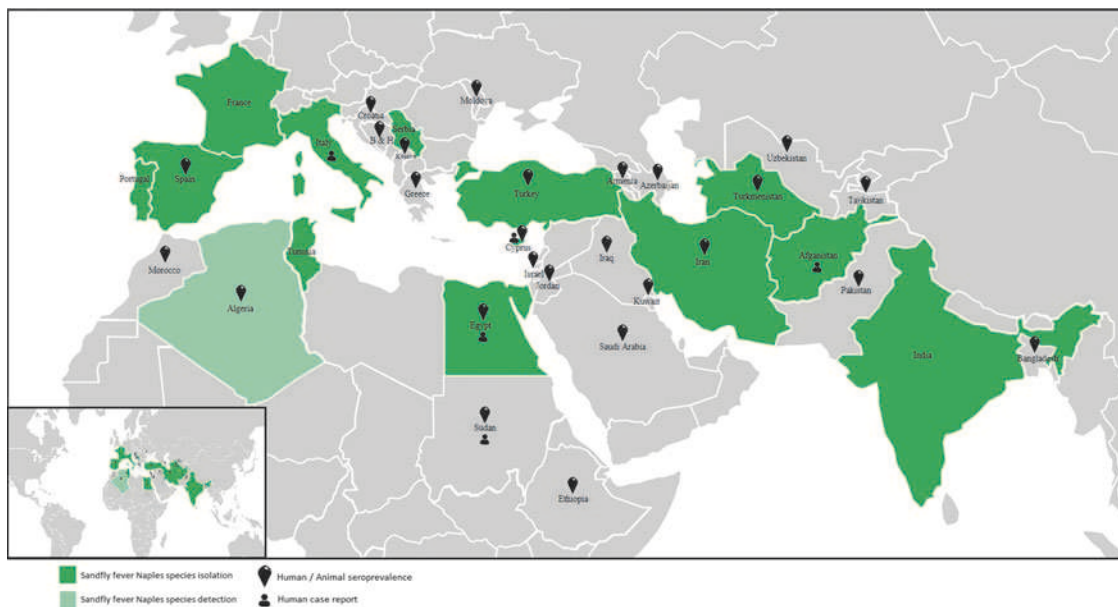 France
Moldova
Croatia
Serbia
B & H
Italy
Kosovo
Uzbekistan
Portugal
Spain
Greece
Turkey
Armenia
Azerbaijan
Turkmenistan
Tajikistan
Tunisia
Cyprus
Morocco
Israel
Jordan
Iraq
Iran
Afganistan
Algeria
Kuwait
Pakistan
Egypt
Saudi Arabia
India
Bangladesh
Sudan
Ethiopia
Sandfly fever Naples species isolation
Human / Animal seroprevalence
Sandfly fever Naples species detection
Human case report